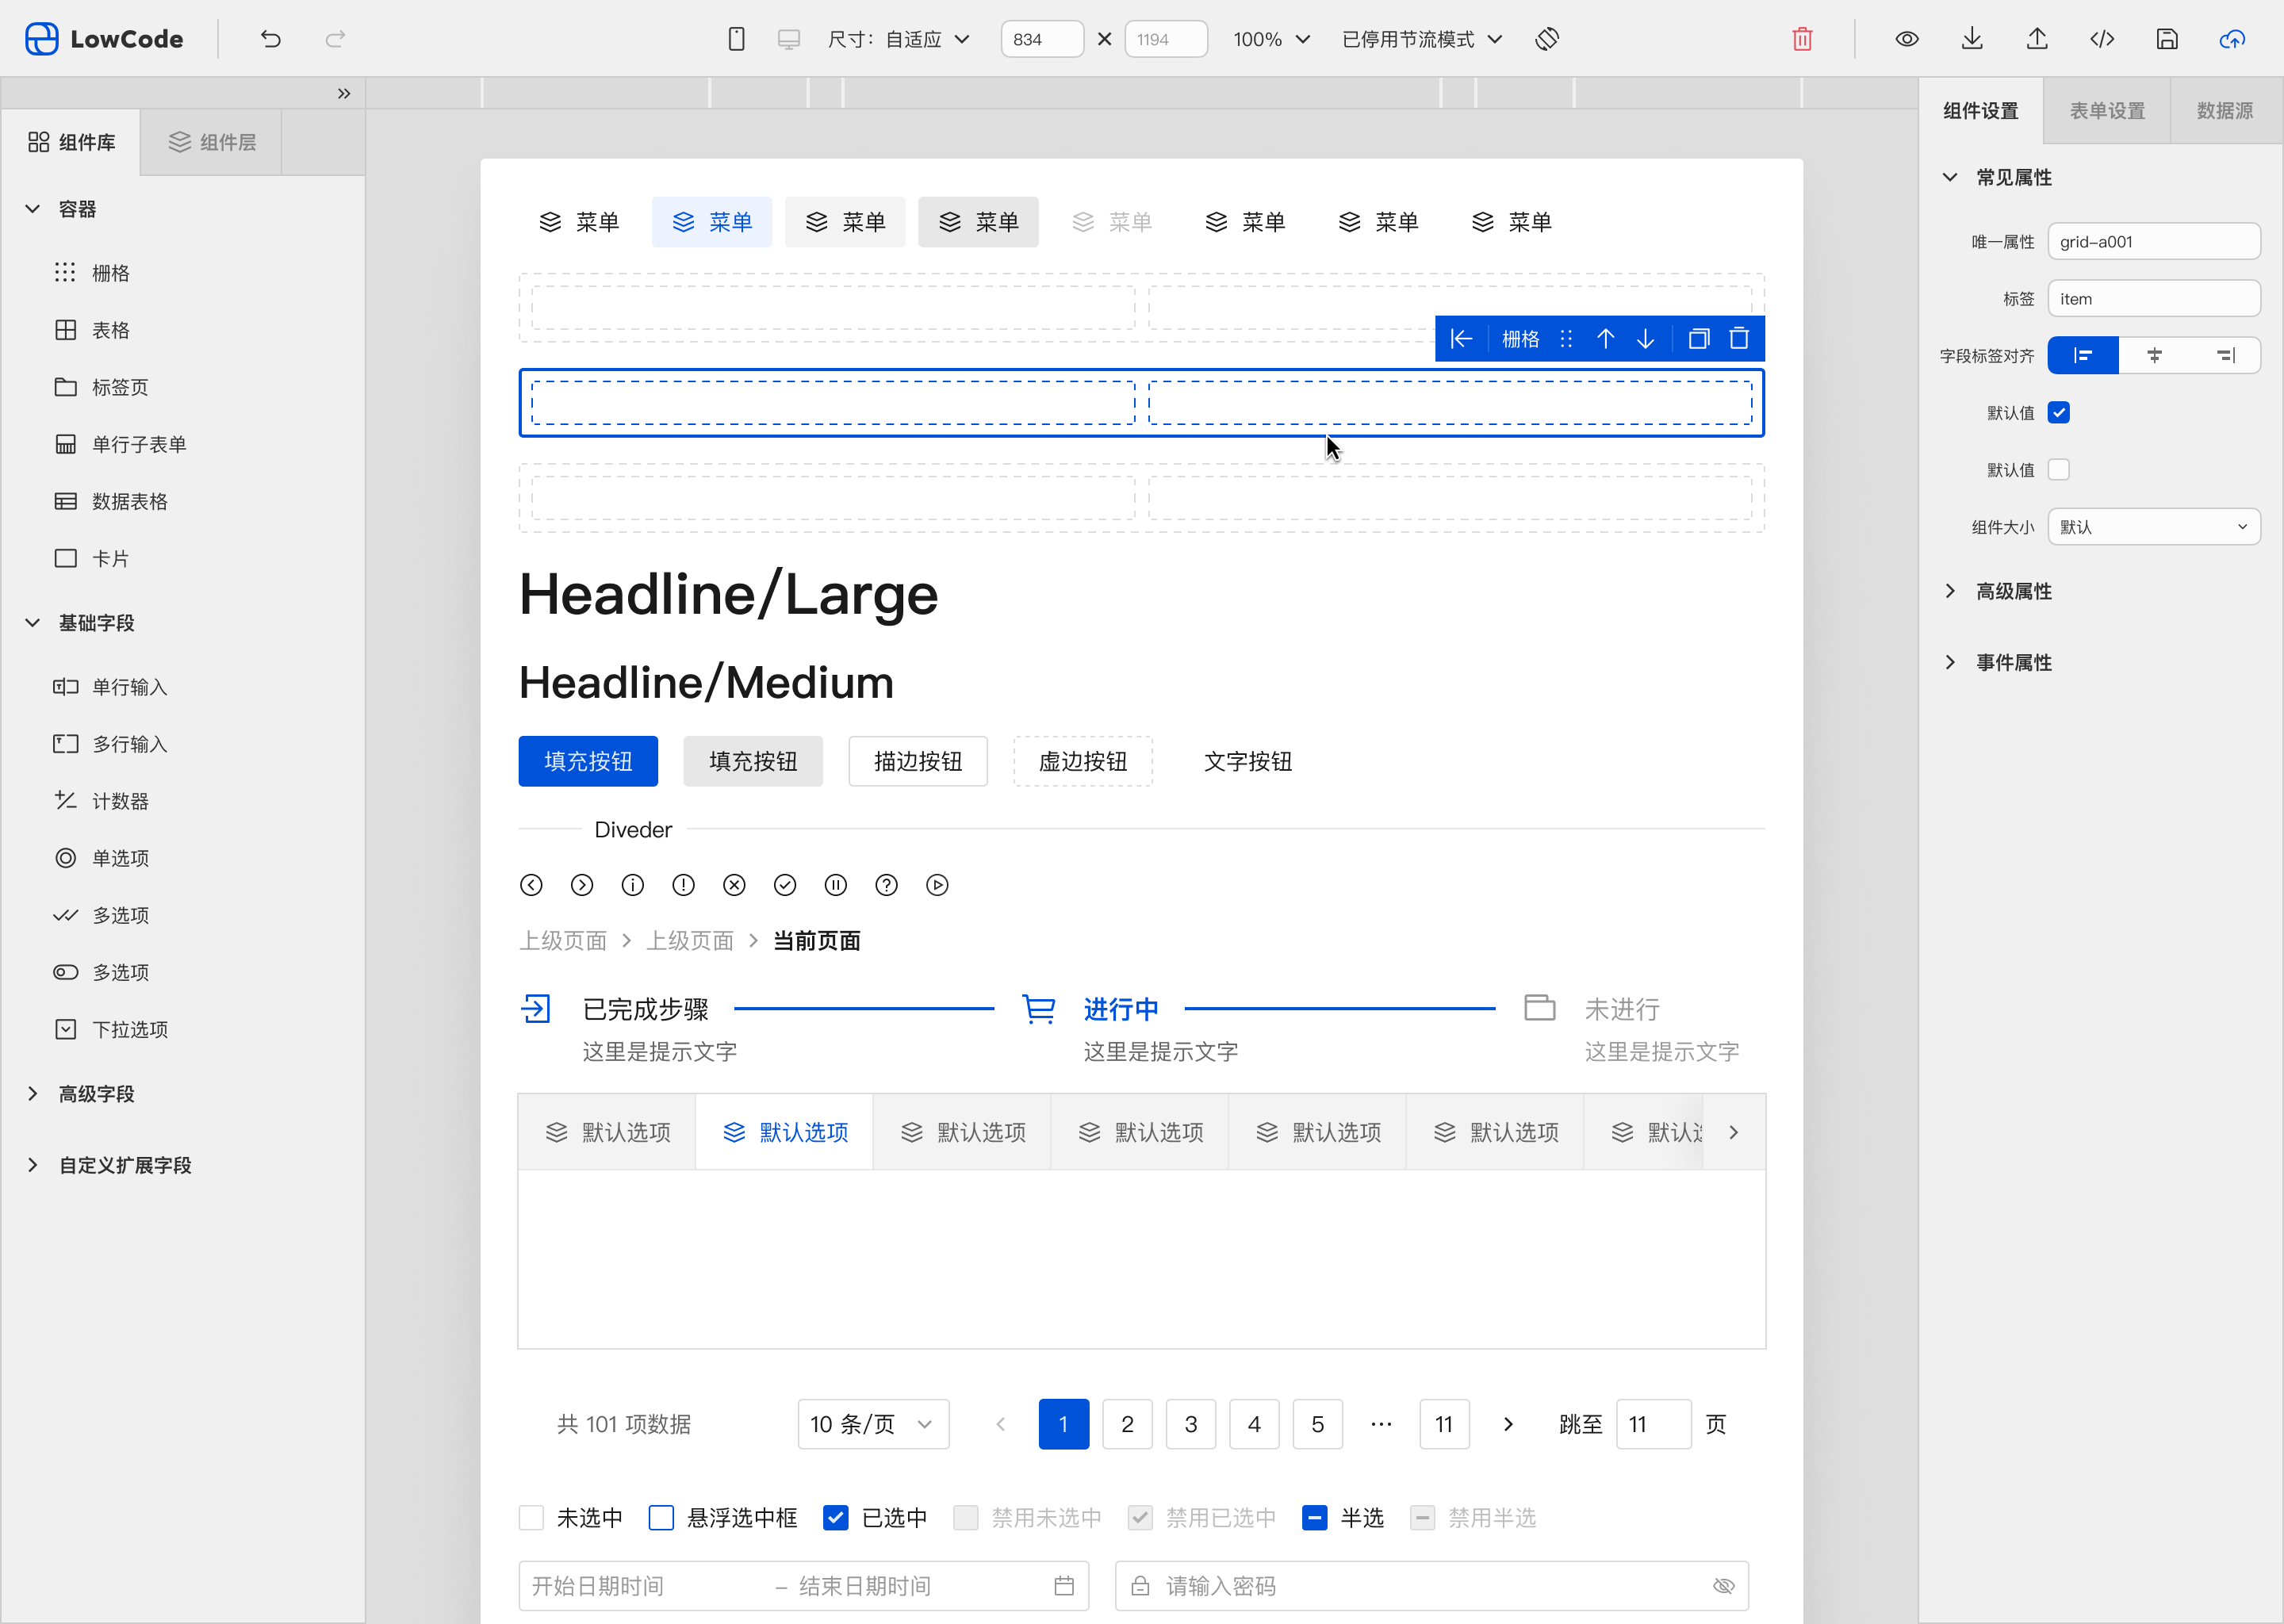 LowCode
尺寸：自适应
834
1194
100%
已停用节流模式
组件库
组件层
容器
栅格
表格
标签页
单行子表单
数据表格
卡片
基础字段
单行输入
多行输入
计数器
单选项
多选项
多选项
下拉选项
高级字段
自定义扩展字段
菜单 菜单 菜单 菜单 菜单 菜单 菜单 菜单
栅格
Headline/Large
Headline/Medium
填充按钮 填充按钮 描边按钮 虚边按钮 文字按钮
Diveder
上级页面 > 上级页面 > 当前页面
已完成步骤 进行中 未进行
这里是提示文字 这里是提示文字 这里是提示文字
默认选项 默认选项 默认选项 默认选项 默认选项 默认选项 默认
共 101 项数据 10 条/页 1 2 3 4 5 ··· 11 跳至 11 页
未选中 悬浮选中框 已选中 禁用未选中 禁用已选中 半选 禁用半选
开始日期时间 – 结束日期时间 请输入密码
组件设置 表单设置 数据源
常见属性
唯一属性 grid-a001
标签 item
字段标签对齐
默认值
默认值
组件大小 默认
高级属性
事件属性